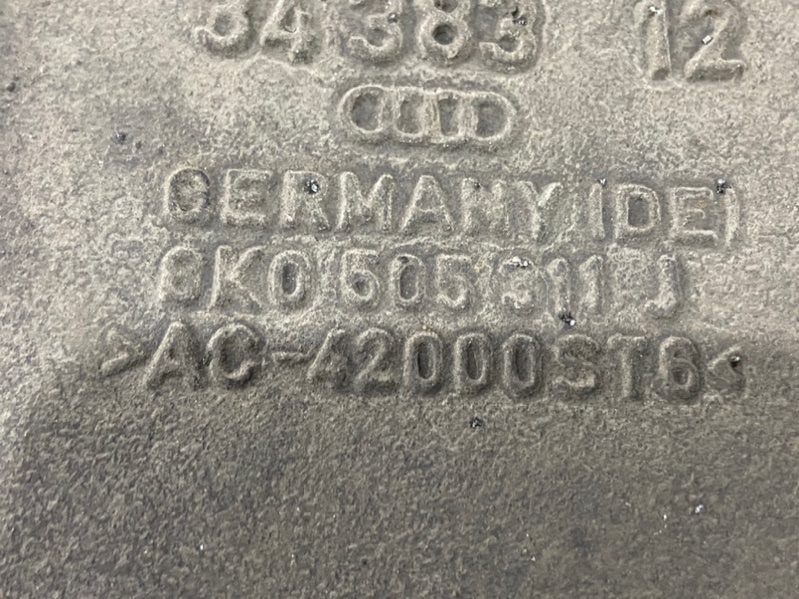 34 383 12
GERMANY (DE)
8K0 505 311 J
>AC-42000ST6<